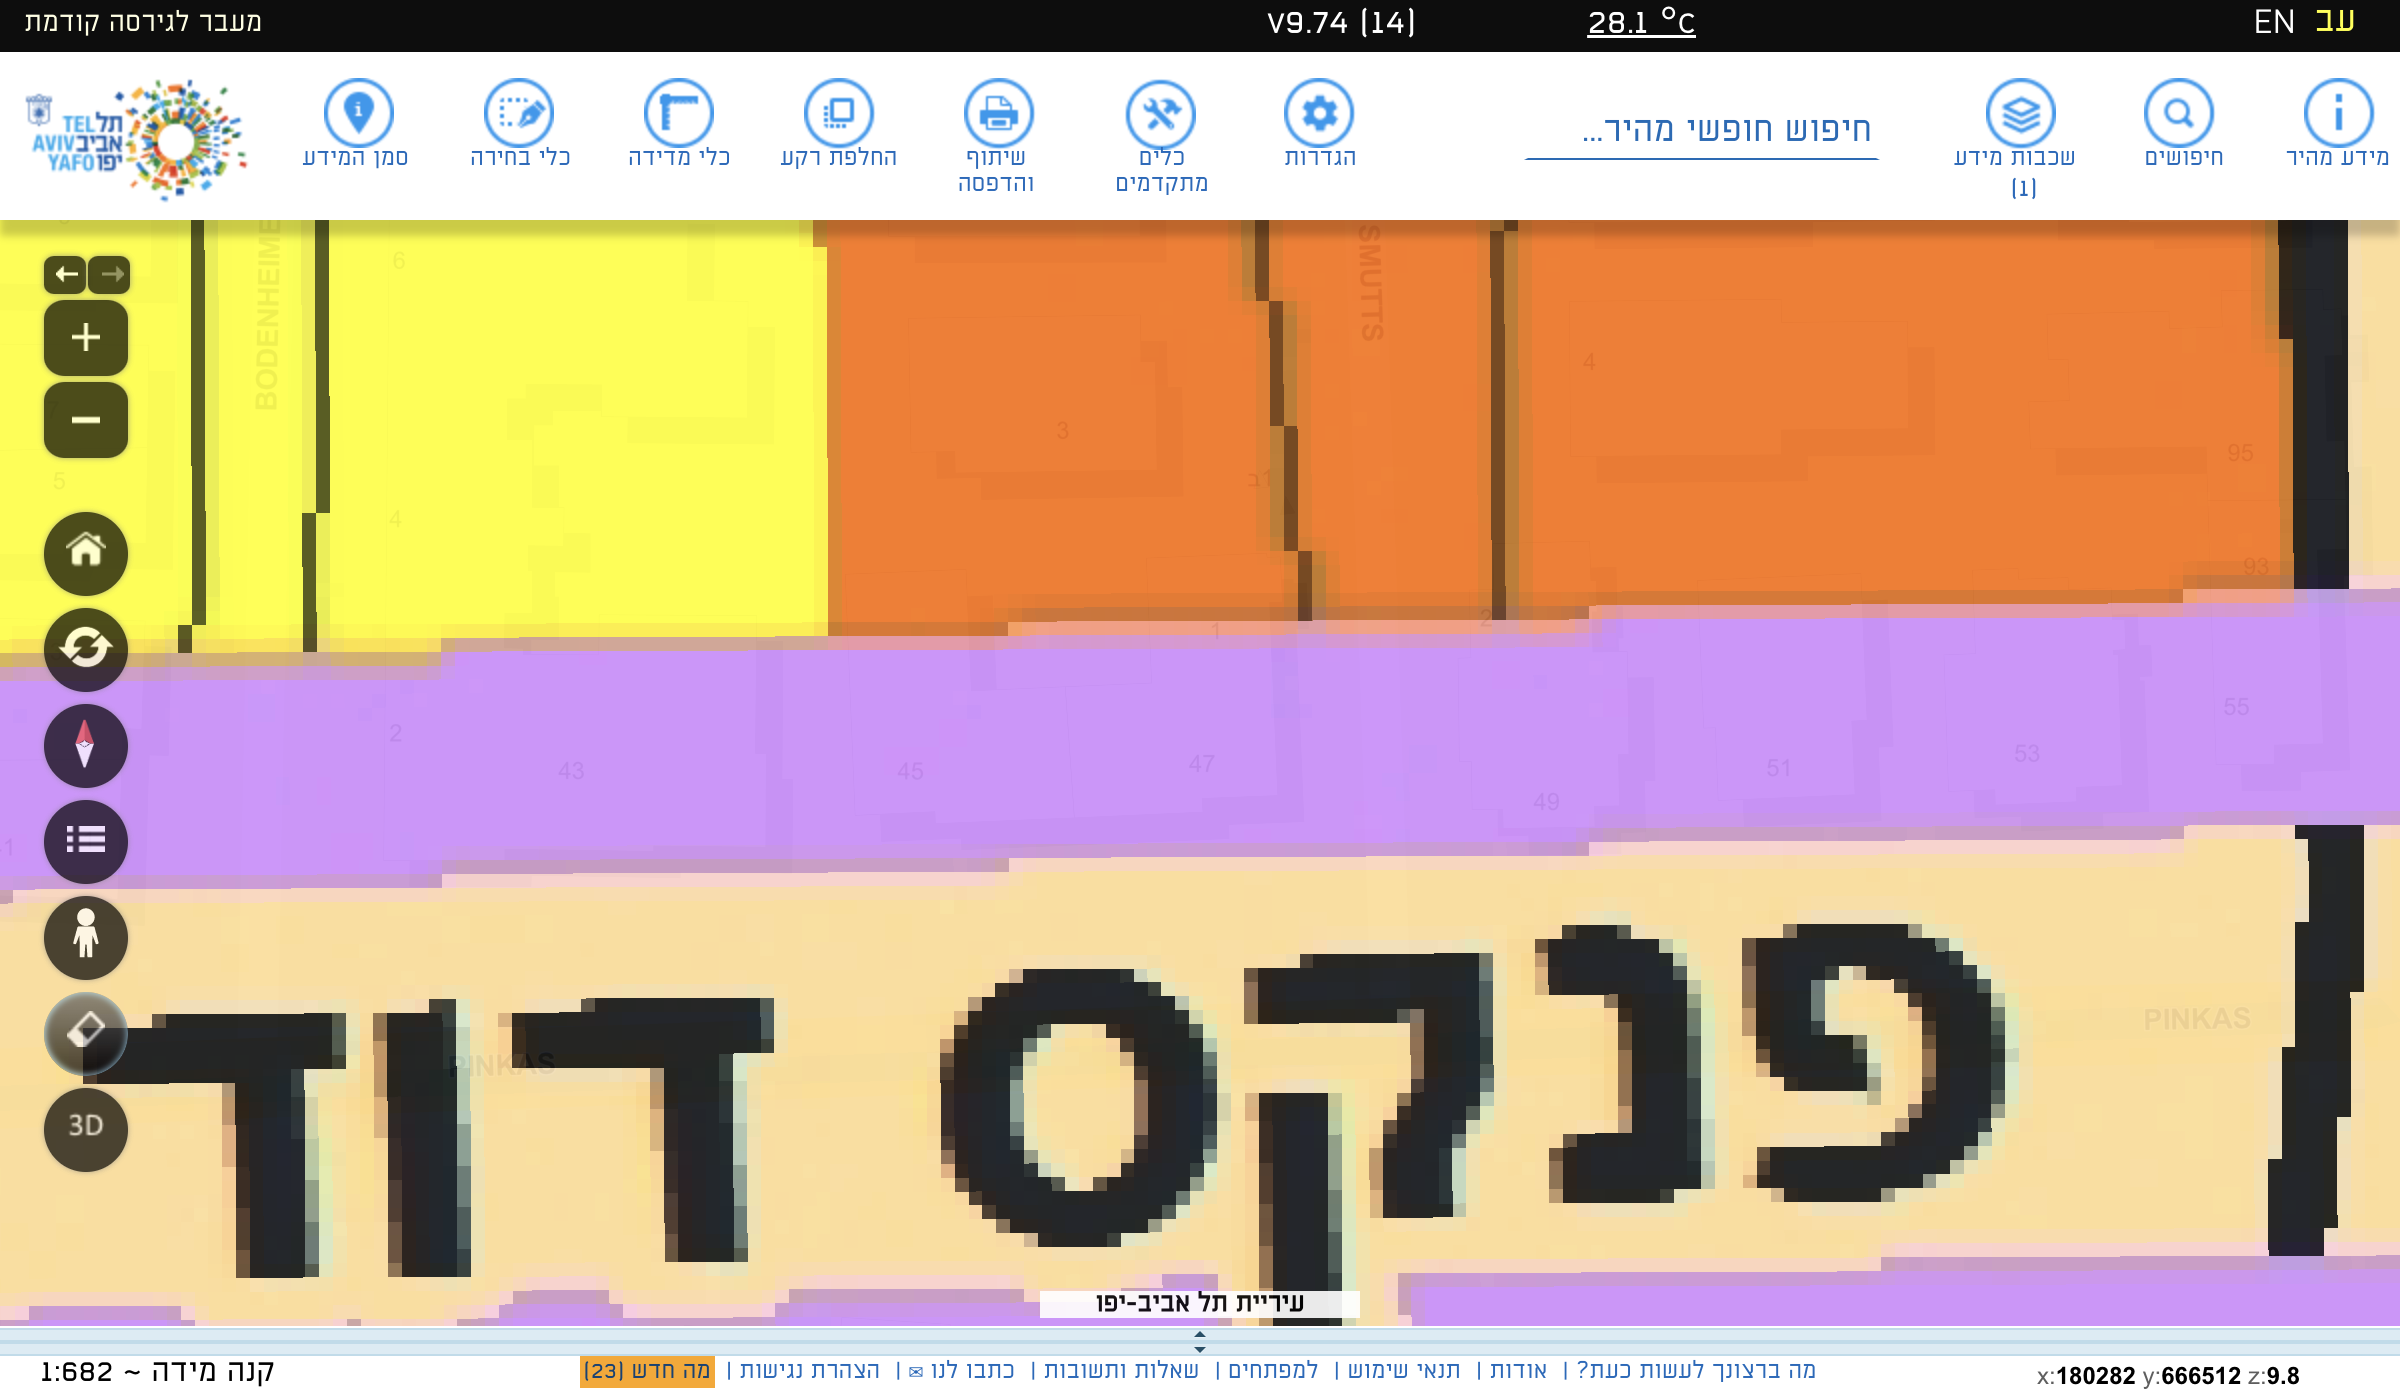 מעבר לגירסה קודמת
V9.74 (14)
28.1 °C
EN עב
תל אביב יפו
TEL AVIV YAFO
סמן המידע
כלי בחירה
כלי מדידה
החלפת רקע
שיתוף והדפסה
כלים מתקדמים
הגדרות
חיפוש חופשי מהיר...
שכבות מידע (1)
חיפושים
מידע מהיר
BODENHEIME
SMUTTS
6
4
5
3
1ב
4
95
93
1
2
2
43
45
47
49
51
53
55
פנקס דוד
PINKAS
PINKAS
3D
עיריית תל אביב-יפו
קנה מידה ~ 1:682
מה ברצונך לעשות כעת? | אודות | תנאי שימוש | למפתחים | שאלות ותשובות | כתבו לנו ✉ | הצהרת נגישות | מה חדש (23)
x:180282 y:666512 z:9.8